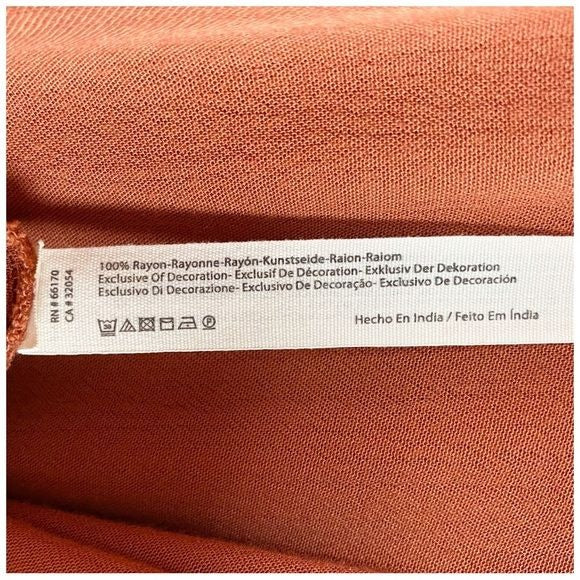 RN # 66170
CA # 32054
100% Rayon-Rayonne-Rayón-Kunstseide-Raion-Raiom
Exclusive Of Decoration- Exclusif De Décoration- Exklusiv Der Dekoration
Esclusivo Di Decorazione- Exclusivo De Decoração- Exclusivo De Decoración
30
P
Hecho En India / Feito Em Índia